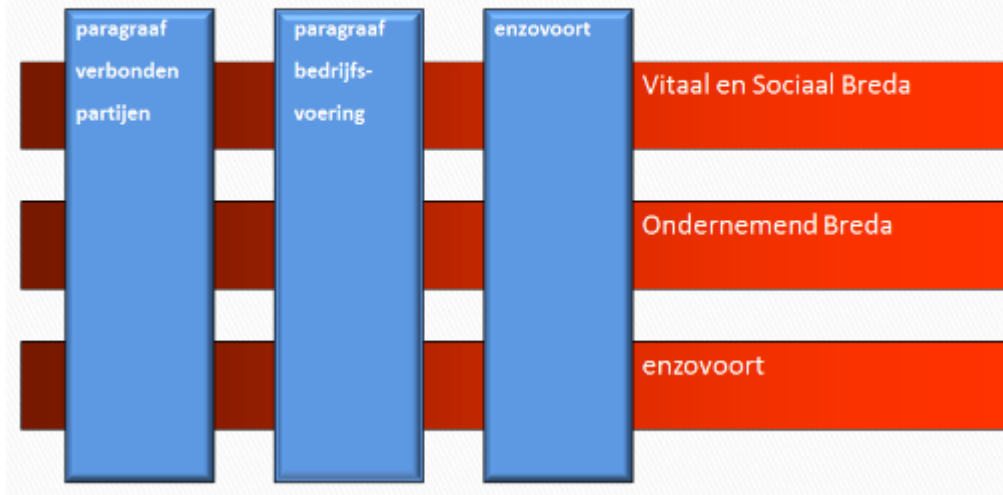 paragraaf
verbonden
partijen
paragraaf
bedrijfs-
voering
enzovoort
Vitaal en Sociaal Breda
Ondernemend Breda
enzovoort